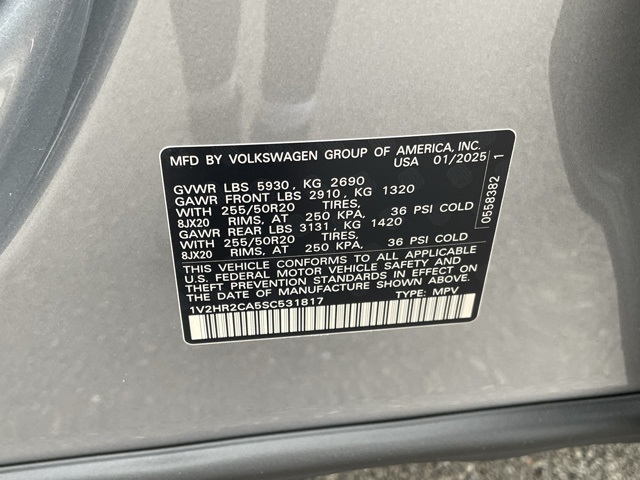 MFD BY VOLKSWAGEN GROUP OF AMERICA, INC.
USA 01/2025
GVWR LBS 5930, KG 2690
GAWR FRONT LBS 2910, KG 1320
WITH 255/50R20 TIRES,
8JX20 RIMS, AT 250 KPA, 36 PSI COLD
GAWR REAR LBS 3131, KG 1420
WITH 255/50R20 TIRES,
8JX20 RIMS, AT 250 KPA, 36 PSI COLD
THIS VEHICLE CONFORMS TO ALL APPLICABLE
U.S. FEDERAL MOTOR VEHICLE SAFETY AND
THEFT PREVENTION STANDARDS IN EFFECT ON
THE DATE OF MANUFACTURE SHOWN ABOVE.
1V2HR2CA5SC531817 TYPE: MPV
0558382 1